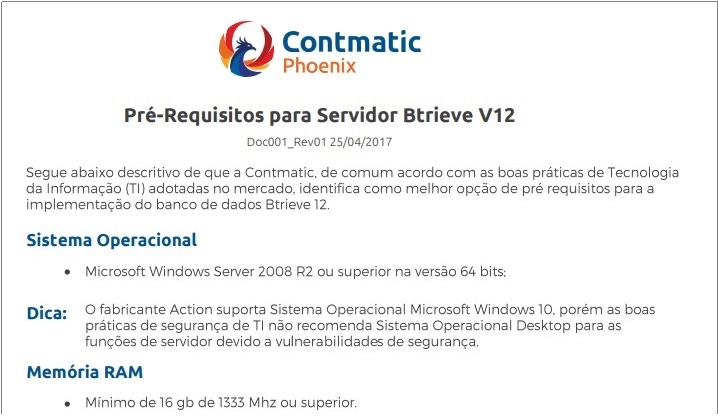 Contmatic
Phoenix
Pré-Requisitos para Servidor Btrieve V12
Doc001_Rev01 25/04/2017
Segue abaixo descritivo de que a Contmatic, de comum acordo com as boas práticas de Tecnologia
da Informação (TI) adotadas no mercado, identifica como melhor opção de pré requisitos para a
implementação do banco de dados Btrieve 12.
Sistema Operacional
• Microsoft Windows Server 2008 R2 ou superior na versão 64 bits;
Dica: O fabricante Action suporta Sistema Operacional Microsoft Windows 10, porém as boas
práticas de segurança de TI não recomenda Sistema Operacional Desktop para as
funções de servidor devido a vulnerabilidades de segurança.
Memória RAM
• Mínimo de 16 gb de 1333 Mhz ou superior.